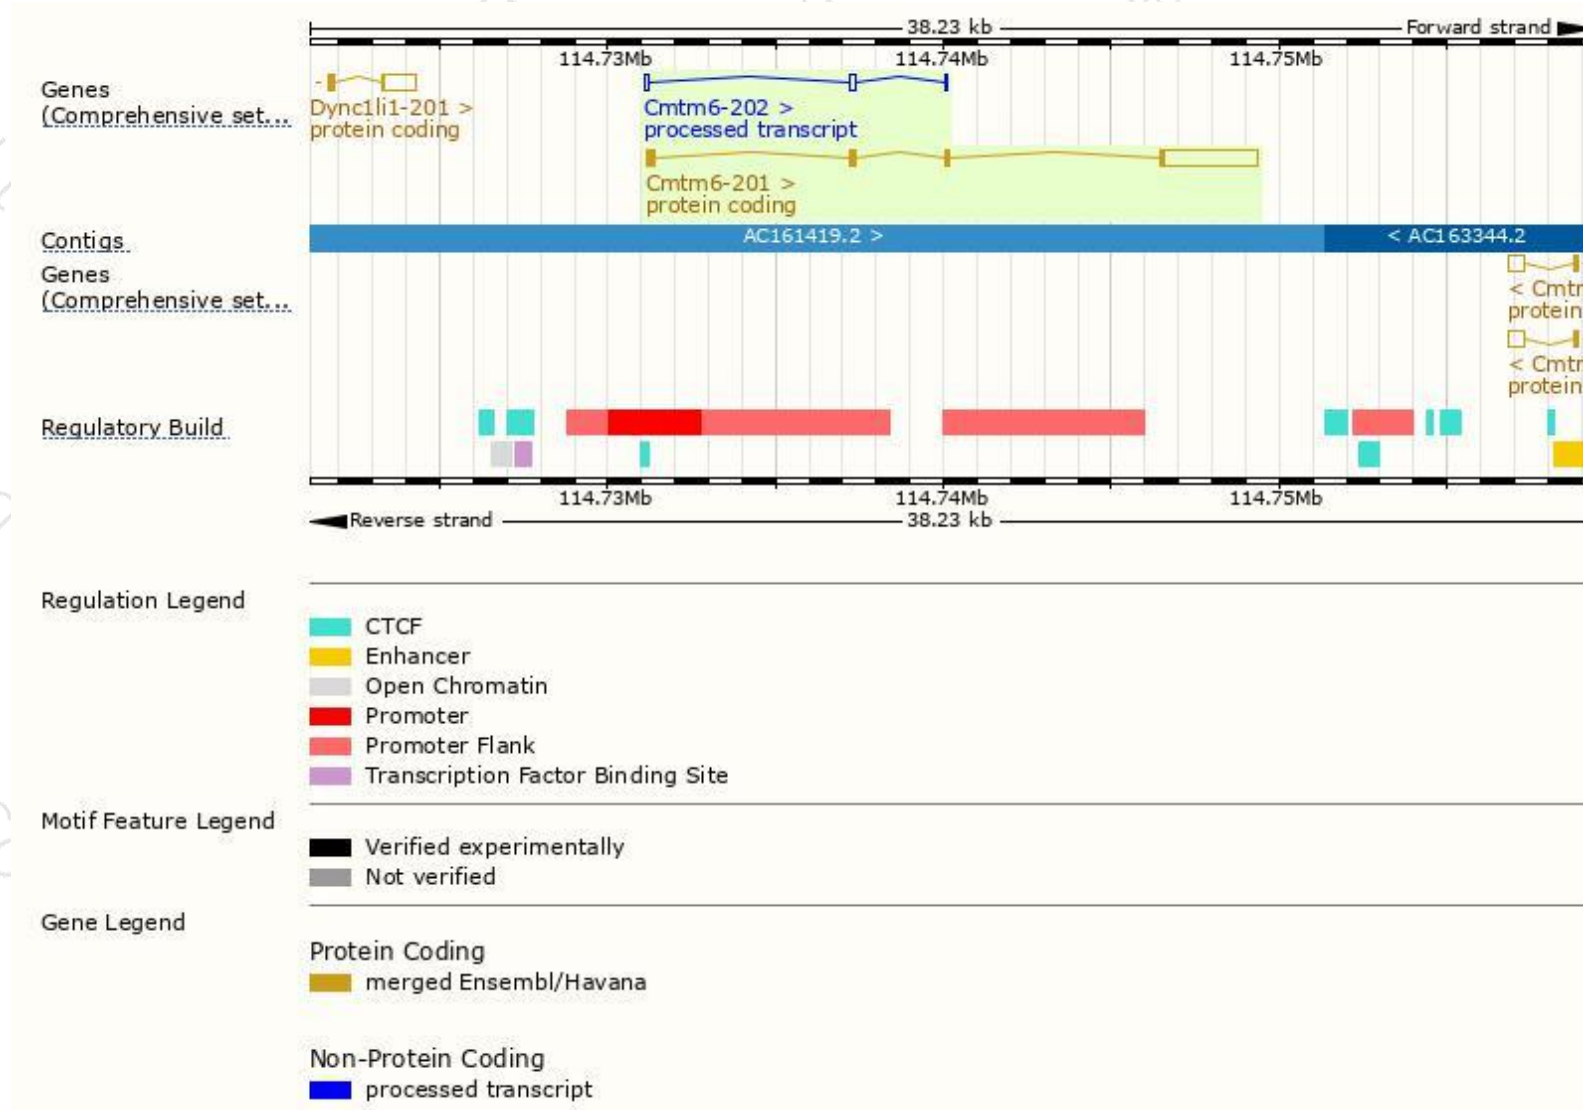 38.23 kb Forward strand
114.73Mb 114.74Mb 114.75Mb
Genes
(Comprehensive set...
Dync1li1-201 >
protein coding
Cmtm6-202 >
processed transcript
Cmtm6-201 >
protein coding
Contigs
AC161419.2 >
< AC163344.2
Genes
(Comprehensive set...
< Cmtm
protein
< Cmtm
protein
Regulatory Build
114.73Mb 114.74Mb 114.75Mb
Reverse strand 38.23 kb
Regulation Legend
CTCF
Enhancer
Open Chromatin
Promoter
Promoter Flank
Transcription Factor Binding Site
Motif Feature Legend
Verified experimentally
Not verified
Gene Legend
Protein Coding
merged Ensembl/Havana
Non-Protein Coding
processed transcript